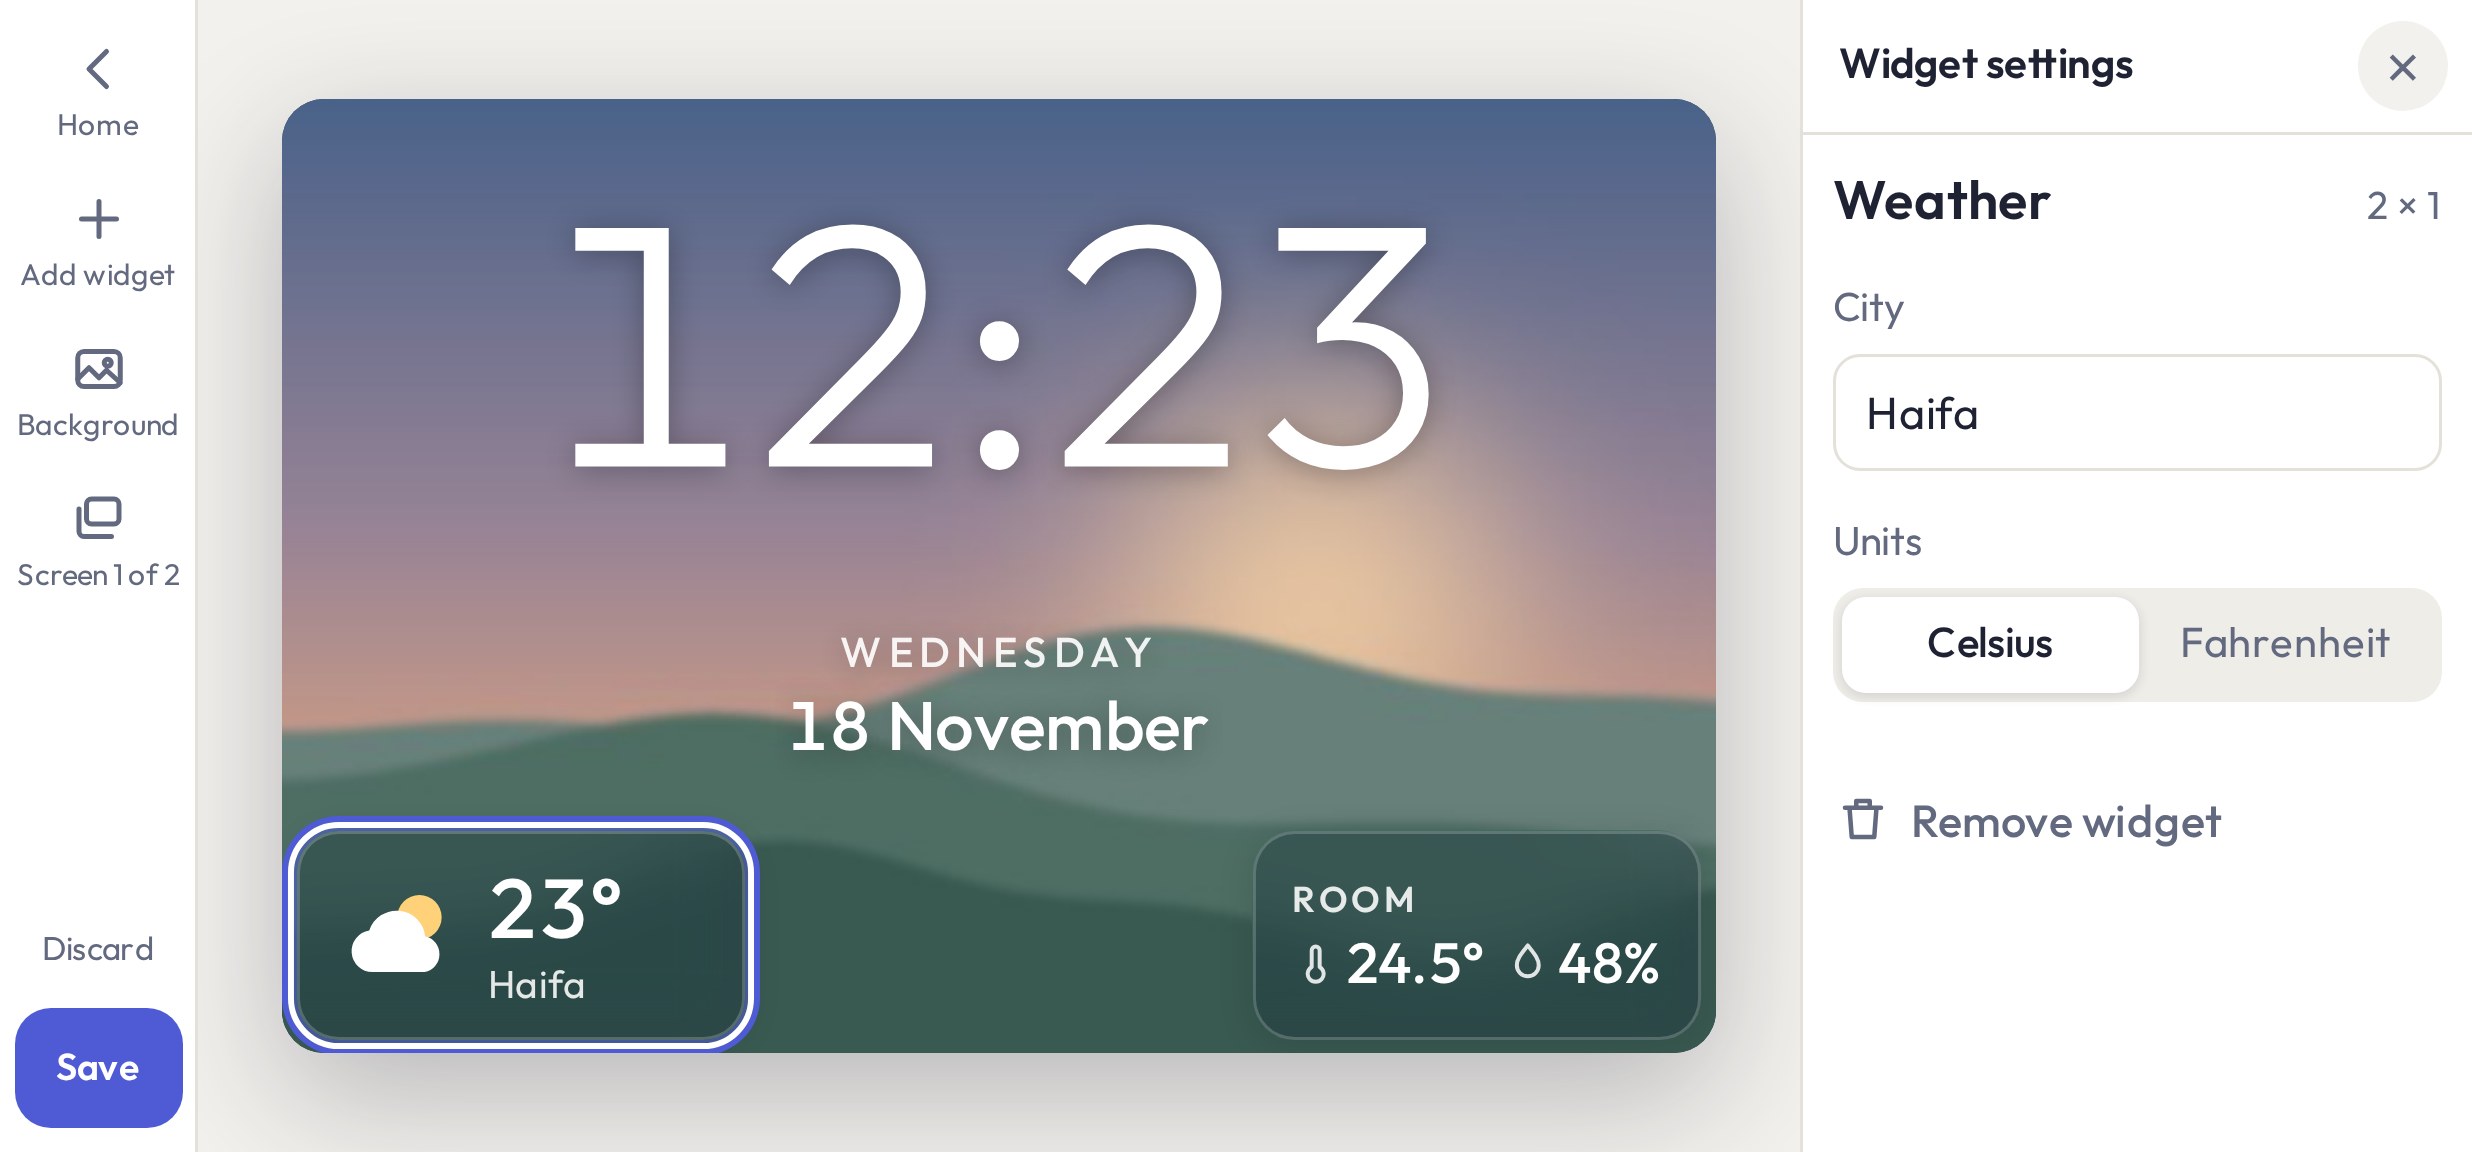 Home
Add widget
Background
Screen 1 of 2
Discard
Save
12:23
WEDNESDAY
18 November
23°
Haifa
ROOM
24.5° 48%
Widget settings
Weather
2 × 1
City
Haifa
Units
Celsius
Fahrenheit
Remove widget